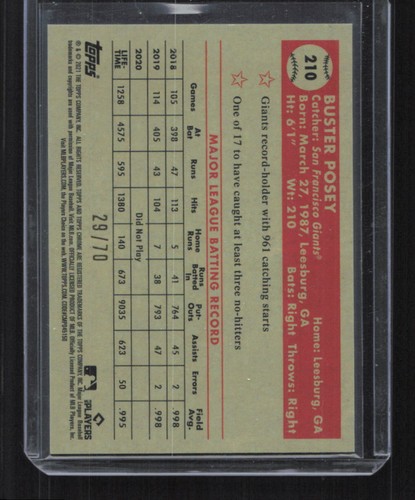 210
BUSTER POSEY
Catcher: San Francisco Giants® Home: Leesburg, GA
Born: March 27, 1987, Leesburg, GA
Ht: 6'1" Wt: 210 Bats: Right Throws: Right
Giants record-holder with 961 catching starts
One of 17 to have caught at least three no-hitters
MAJOR LEAGUE BATTING RECORD
Games At Bat Runs Hits Home Runs Runs Batted In Put-Outs Assists Errors Field Avg.
2018 105 398 47 113 5 41 764 45 2 .998
2019 114 405 43 104 7 38 793 47 2 .998
2020 Did Not Play
LIFE-TIME 1258 4575 595 1380 140 673 9035 623 50 .995
29/70
topps
MLBPLAYERS